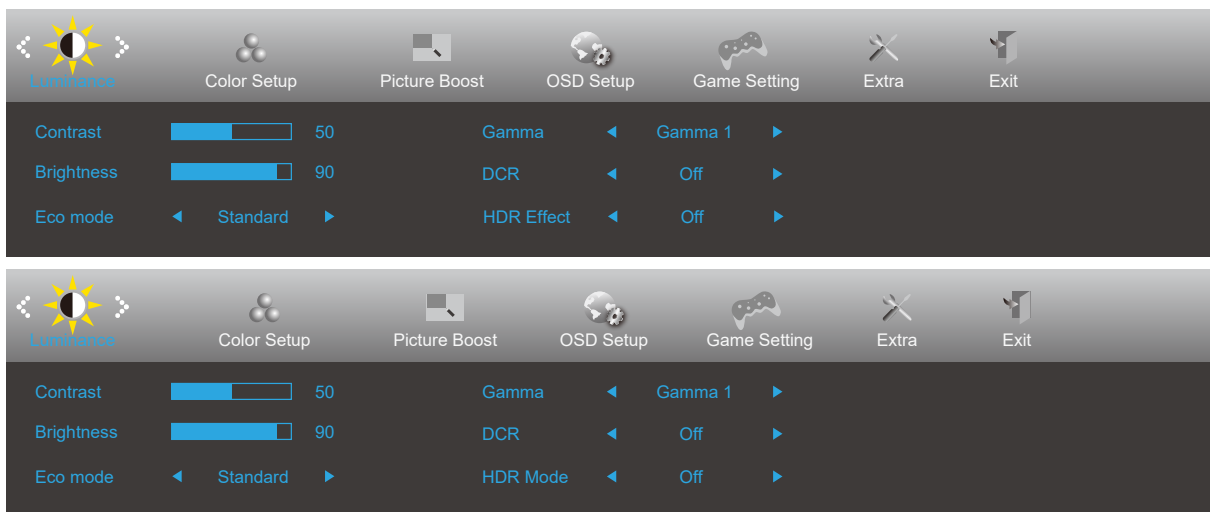 Luminance Color Setup Picture Boost OSD Setup Game Setting Extra Exit
Contrast 50 Gamma Gamma 1
Brightness 90 DCR Off
Eco mode Standard HDR Effect Off
Luminance Color Setup Picture Boost OSD Setup Game Setting Extra Exit
Contrast 50 Gamma Gamma 1
Brightness 90 DCR Off
Eco mode Standard HDR Mode Off